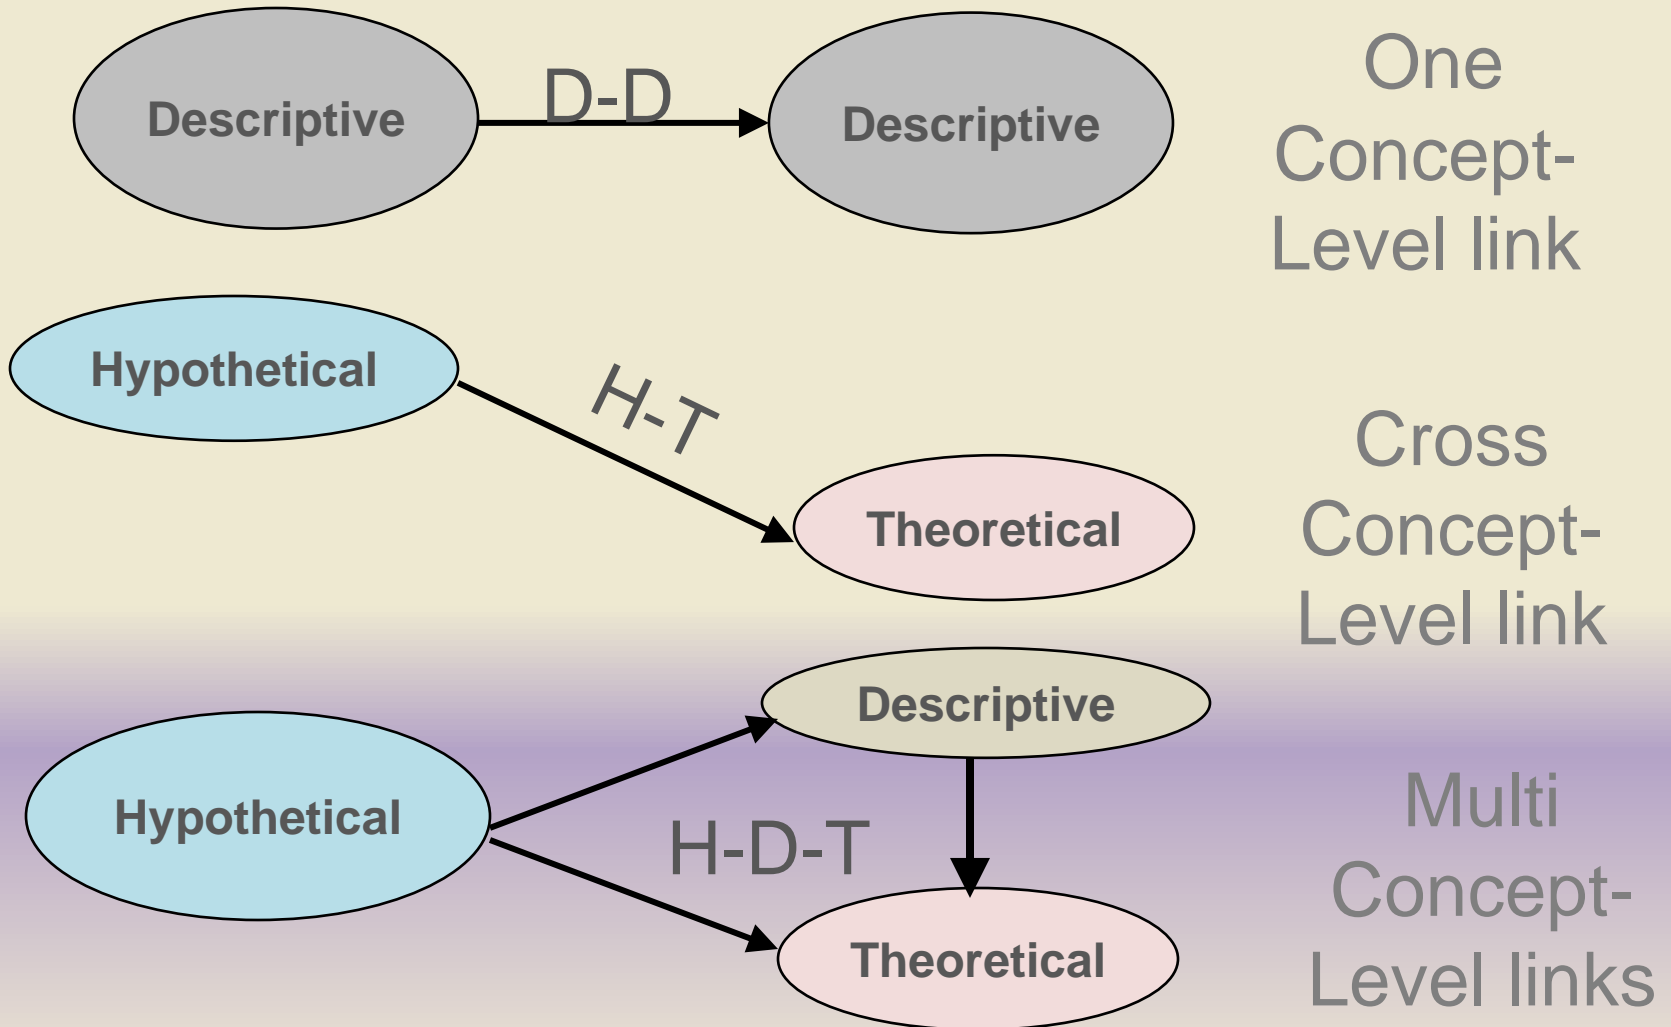 Descriptive
D-D
Descriptive
One
Concept-
Level link
Hypothetical
H-T
Theoretical
Cross
Concept-
Level link
Hypothetical
Descriptive
H-D-T
Theoretical
Multi
Concept-
Level links